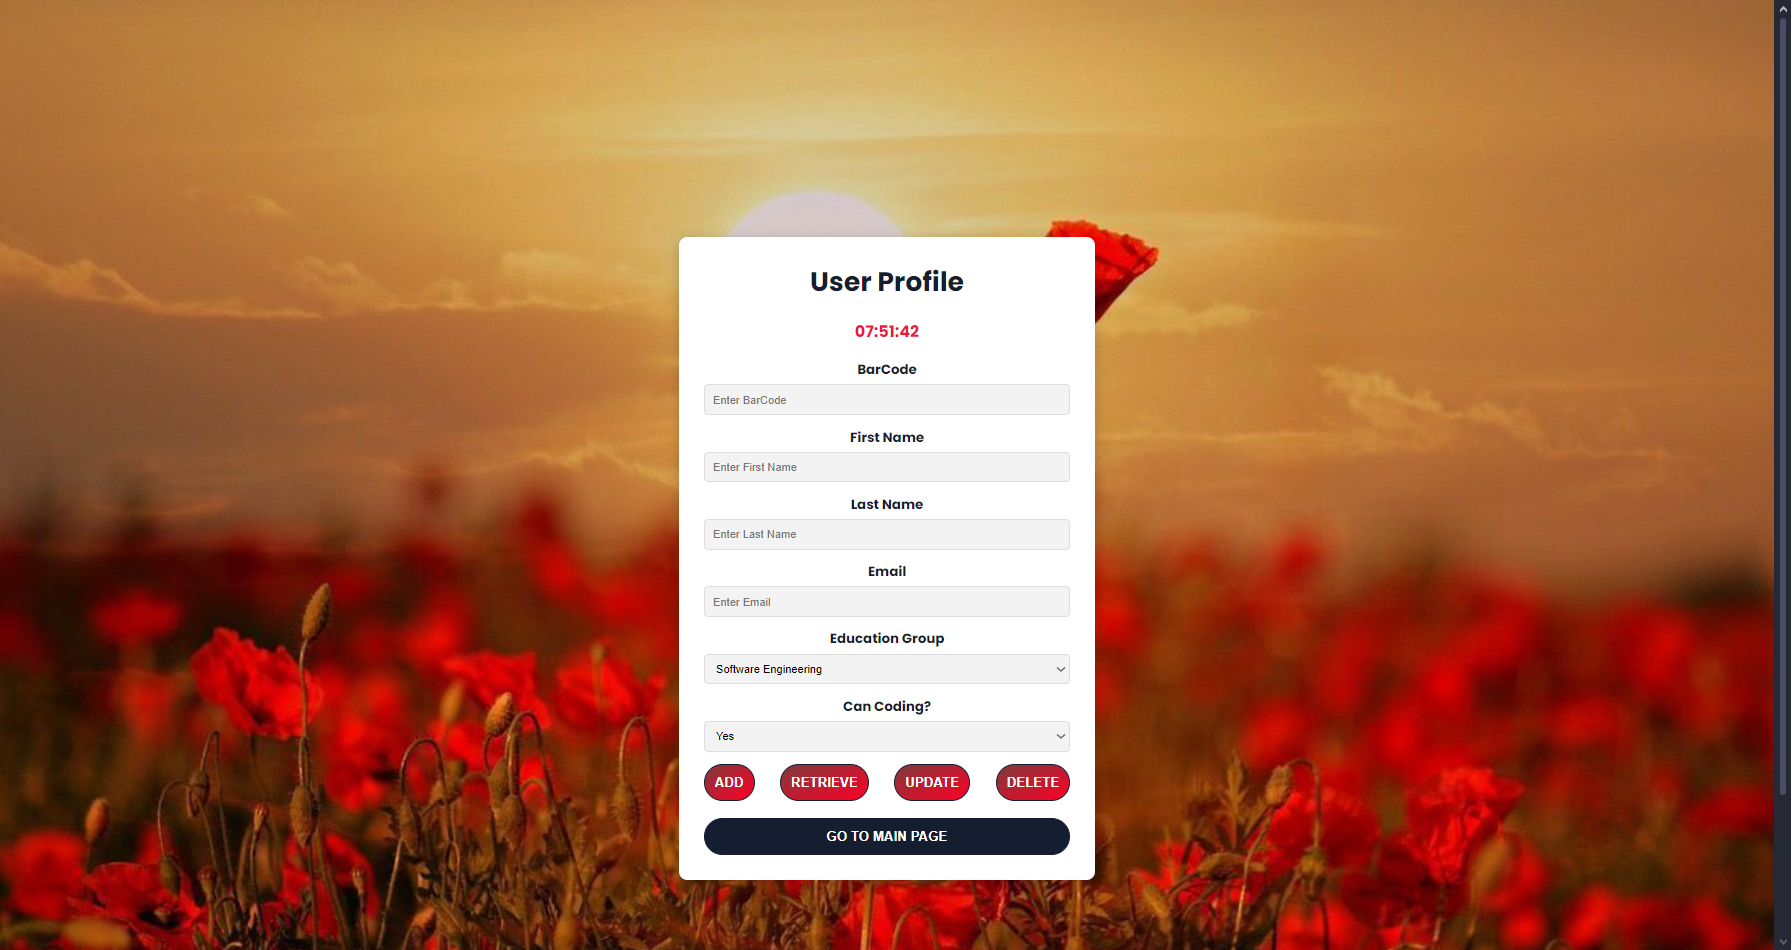 User Profile
07:51:42
BarCode
Enter BarCode
First Name
Enter First Name
Last Name
Enter Last Name
Email
Enter Email
Education Group
Software Engineering
Can Coding?
Yes
ADD RETRIEVE UPDATE DELETE
GO TO MAIN PAGE